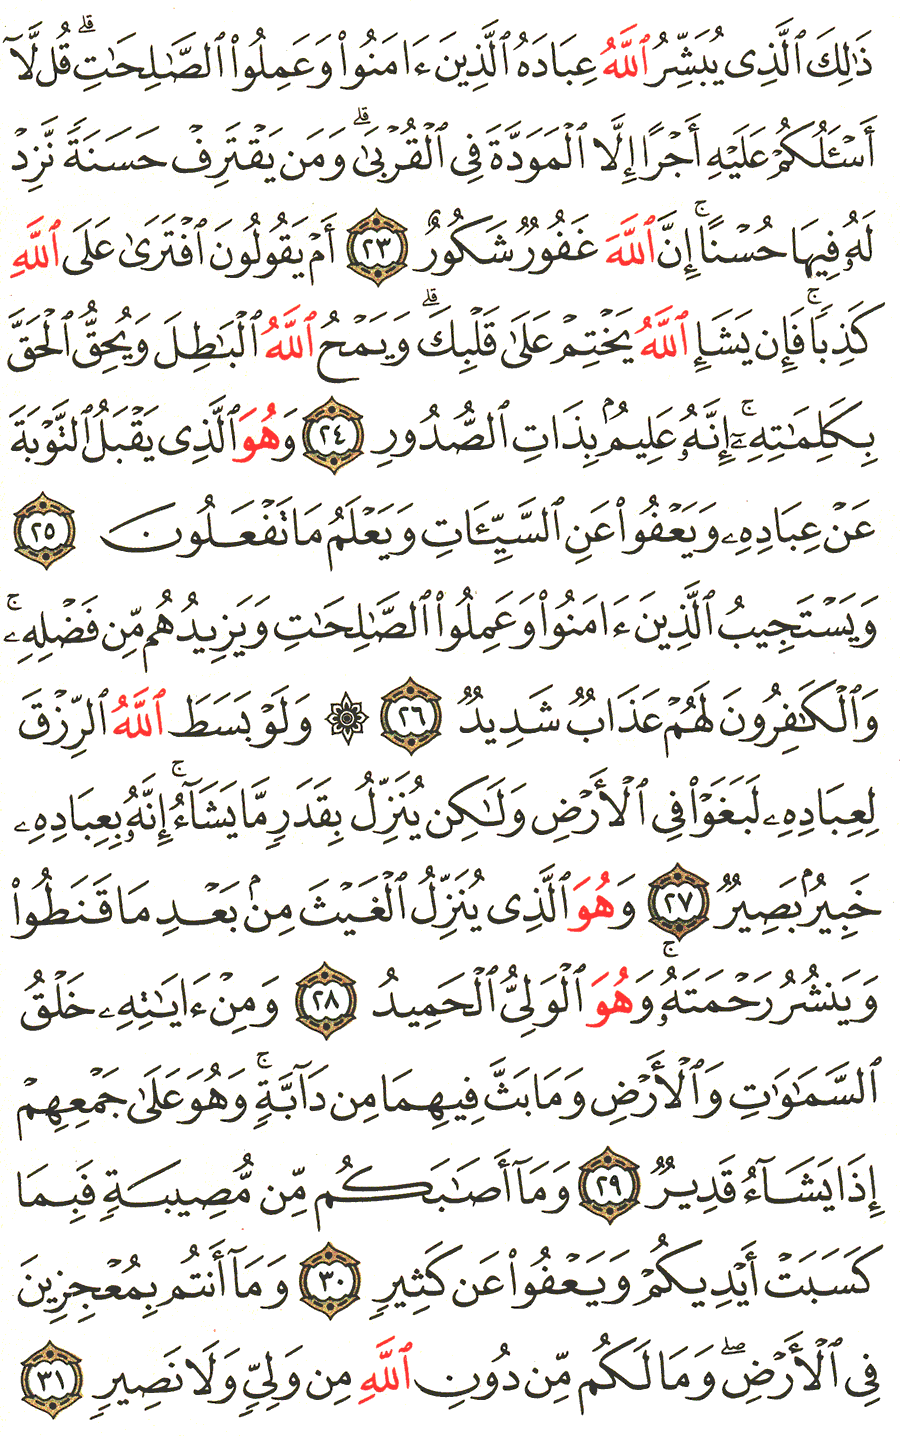 ذَٰلِكَ ٱلَّذِى يُبَشِّرُ ٱللَّهُ عِبَادَهُ ٱلَّذِينَ ءَامَنُوا۟ وَعَمِلُوا۟ ٱلصَّـٰلِحَـٰتِ ۗ قُل لَّآ
أَسْـَٔلُكُمْ عَلَيْهِ أَجْرًا إِلَّا ٱلْمَوَدَّةَ فِى ٱلْقُرْبَىٰ ۗ وَمَن يَقْتَرِفْ حَسَنَةً نَّزِدْ
لَهُۥ فِيهَا حُسْنًا ۚ إِنَّ ٱللَّهَ غَفُورٌ شَكُورٌ ٢٣ أَمْ يَقُولُونَ ٱفْتَرَىٰ عَلَى ٱللَّهِ
كَذِبًا ۚ فَإِن يَشَإِ ٱللَّهُ يَخْتِمْ عَلَىٰ قَلْبِكَ ۗ وَيَمْحُ ٱللَّهُ ٱلْبَـٰطِلَ وَيُحِقُّ ٱلْحَقَّ
بِكَلِمَـٰتِهِۦٓ ۚ إِنَّهُۥ عَلِيمٌۢ بِذَاتِ ٱلصُّدُورِ ٢٤ وَهُوَ ٱلَّذِى يَقْبَلُ ٱلتَّوْبَةَ
عَنْ عِبَادِهِۦ وَيَعْفُوا۟ عَنِ ٱلسَّيِّـَٔاتِ وَيَعْلَمُ مَا تَفْعَلُونَ ٢٥
وَيَسْتَجِيبُ ٱلَّذِينَ ءَامَنُوا۟ وَعَمِلُوا۟ ٱلصَّـٰلِحَـٰتِ وَيَزِيدُهُم مِّن فَضْلِهِۦ ۚ
وَٱلْكَـٰفِرُونَ لَهُمْ عَذَابٌ شَدِيدٌ ٢٦ ۞ وَلَوْ بَسَطَ ٱللَّهُ ٱلرِّزْقَ
لِعِبَادِهِۦ لَبَغَوْا۟ فِى ٱلْأَرْضِ وَلَـٰكِن يُنَزِّلُ بِقَدَرٍ مَّا يَشَآءُ ۚ إِنَّهُۥ بِعِبَادِهِۦ
خَبِيرٌۢ بَصِيرٌ ٢٧ وَهُوَ ٱلَّذِى يُنَزِّلُ ٱلْغَيْثَ مِنۢ بَعْدِ مَا قَنَطُوا۟
وَيَنشُرُ رَحْمَتَهُۥ ۚ وَهُوَ ٱلْوَلِىُّ ٱلْحَمِيدُ ٢٨ وَمِنْ ءَايَـٰتِهِۦ خَلْقُ
ٱلسَّمَـٰوَٰتِ وَٱلْأَرْضِ وَمَا بَثَّ فِيهِمَا مِن دَآبَّةٍ ۚ وَهُوَ عَلَىٰ جَمْعِهِمْ
إِذَا يَشَآءُ قَدِيرٌ ٢٩ وَمَآ أَصَـٰبَكُم مِّن مُّصِيبَةٍ فَبِمَا
كَسَبَتْ أَيْدِيكُمْ وَيَعْفُوا۟ عَن كَثِيرٍ ٣٠ وَمَآ أَنتُم بِمُعْجِزِينَ
فِى ٱلْأَرْضِ ۖ وَمَا لَكُم مِّن دُونِ ٱللَّهِ مِن وَلِىٍّ وَلَا نَصِيرٍ ٣١